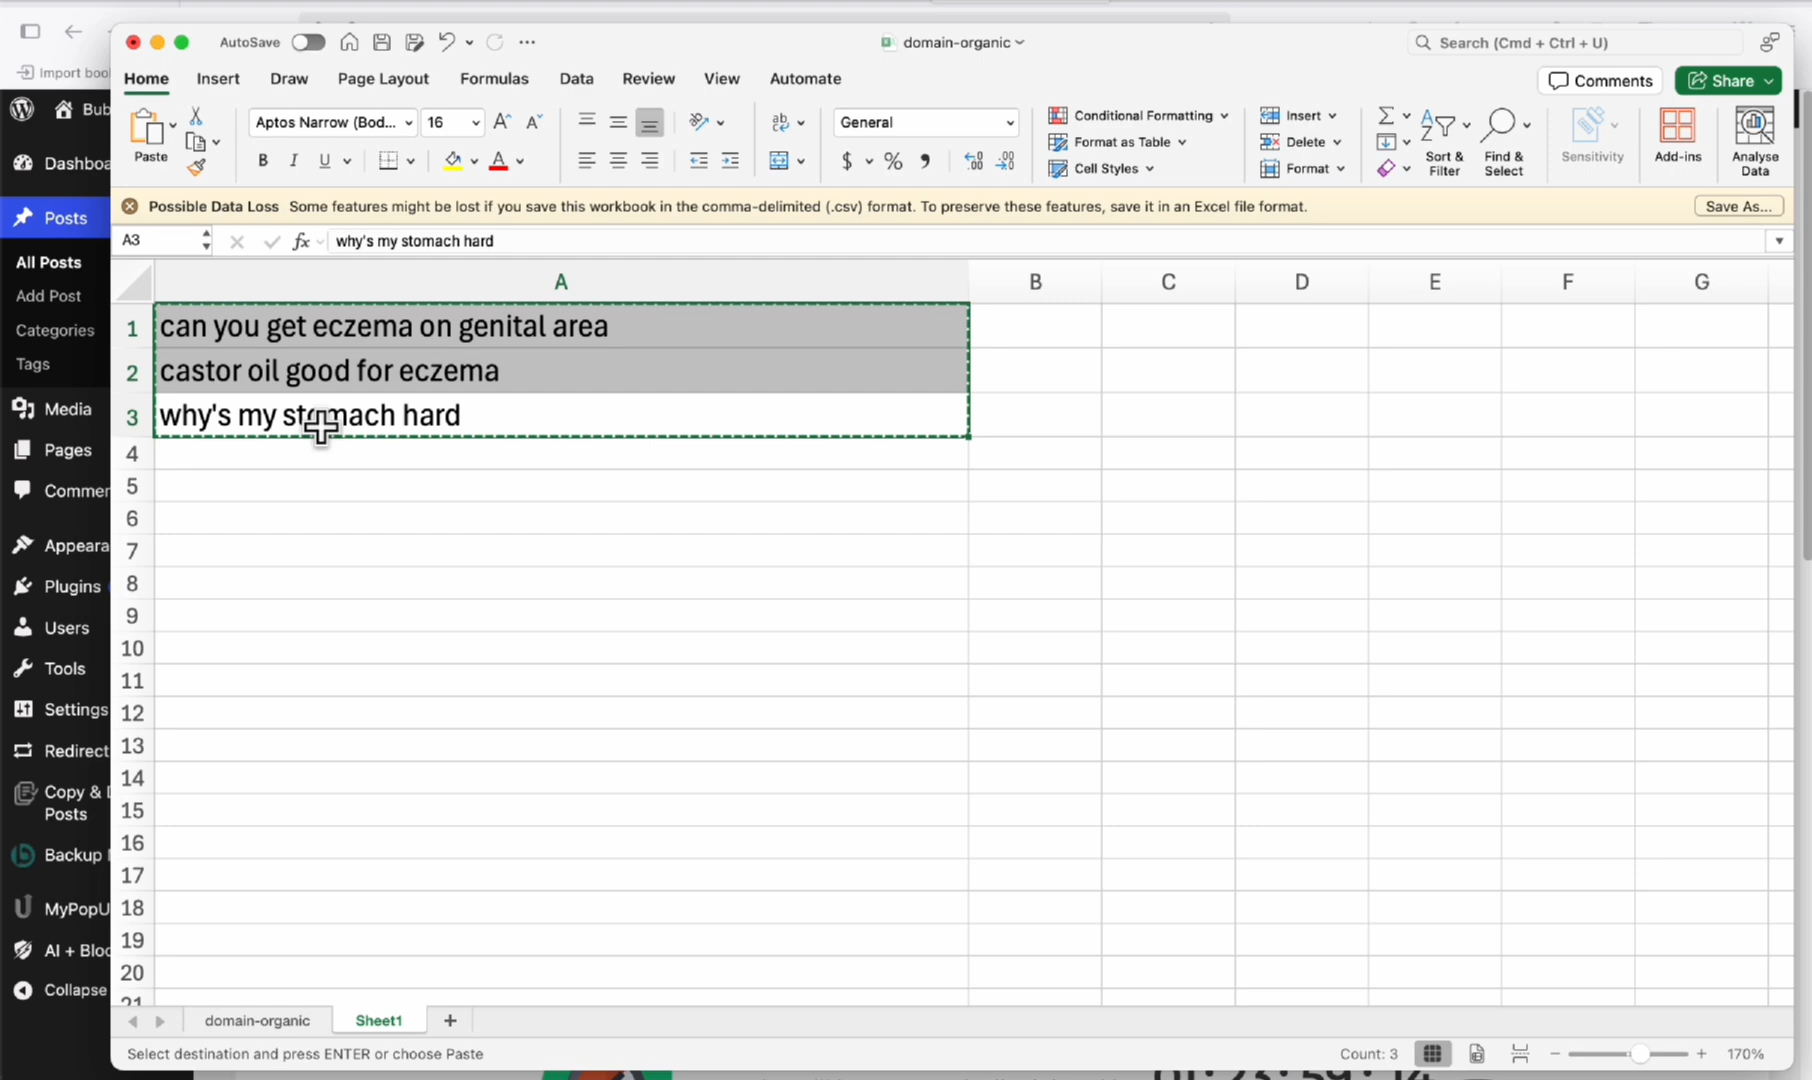 Import boo
AutoSave
domain-organic
Search (Cmd + Ctrl + U)
Home Insert Draw Page Layout Formulas Data Review View Automate
Comments
Share
Paste
Aptos Narrow (Bod...
16
B I U
A
ab
General
$ %
Conditional Formatting
Format as Table
Cell Styles
Insert
Delete
Format
Sort & Filter
Find & Select
Sensitivity
Add-ins
Analyse Data
Possible Data Loss Some features might be lost if you save this workbook in the comma-delimited (.csv) format. To preserve these features, save it in an Excel file format.
Save As...
A3
fx
why's my stomach hard
A B C D E F G
1 can you get eczema on genital area
2 castor oil good for eczema
3 why's my stomach hard
4
5
6
7
8
9
10
11
12
13
14
15
16
17
18
19
20
21
domain-organic
Sheet1
Select destination and press ENTER or choose Paste
Count: 3
170%
Bub
Dashboa
Posts
All Posts
Add Post
Categories
Tags
Media
Pages
Commer
Appeara
Plugins
Users
Tools
Settings
Redirect
Copy &
Posts
Backup
MyPopU
AI + Bloc
Collapse